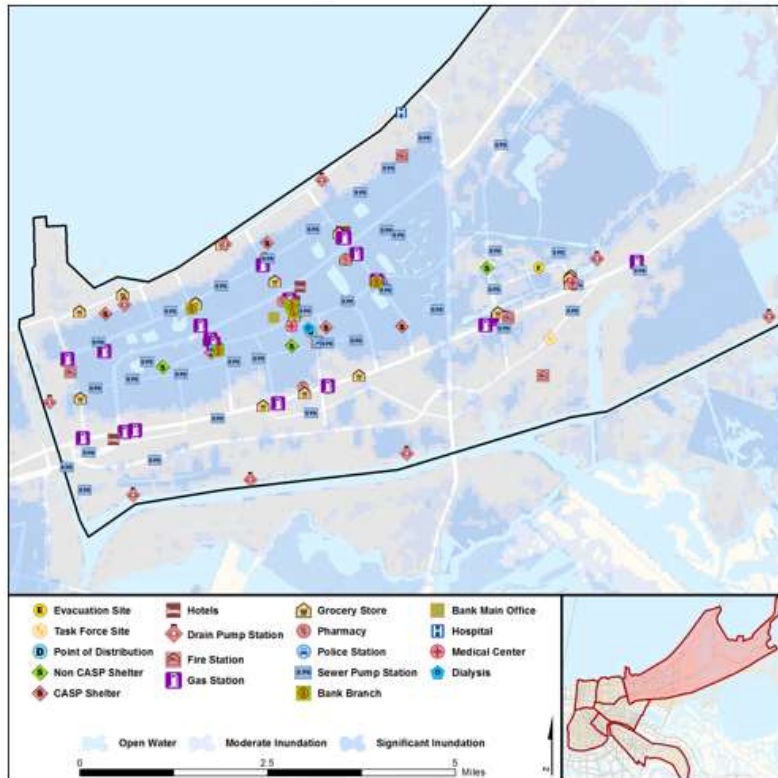 H
S
S
E
S
S
S
S
E Evacuation Site
Task Force Site
D Point of Distribution
S Non CASP Shelter
S CASP Shelter
Hotels
Drain Pump Station
Fire Station
Gas Station
Grocery Store
Pharmacy
Police Station
Sewer Pump Station
Bank Branch
Bank Main Office
H Hospital
Medical Center
Dialysis
Open Water
Moderate Inundation
Significant Inundation
0 2.5 5
Miles